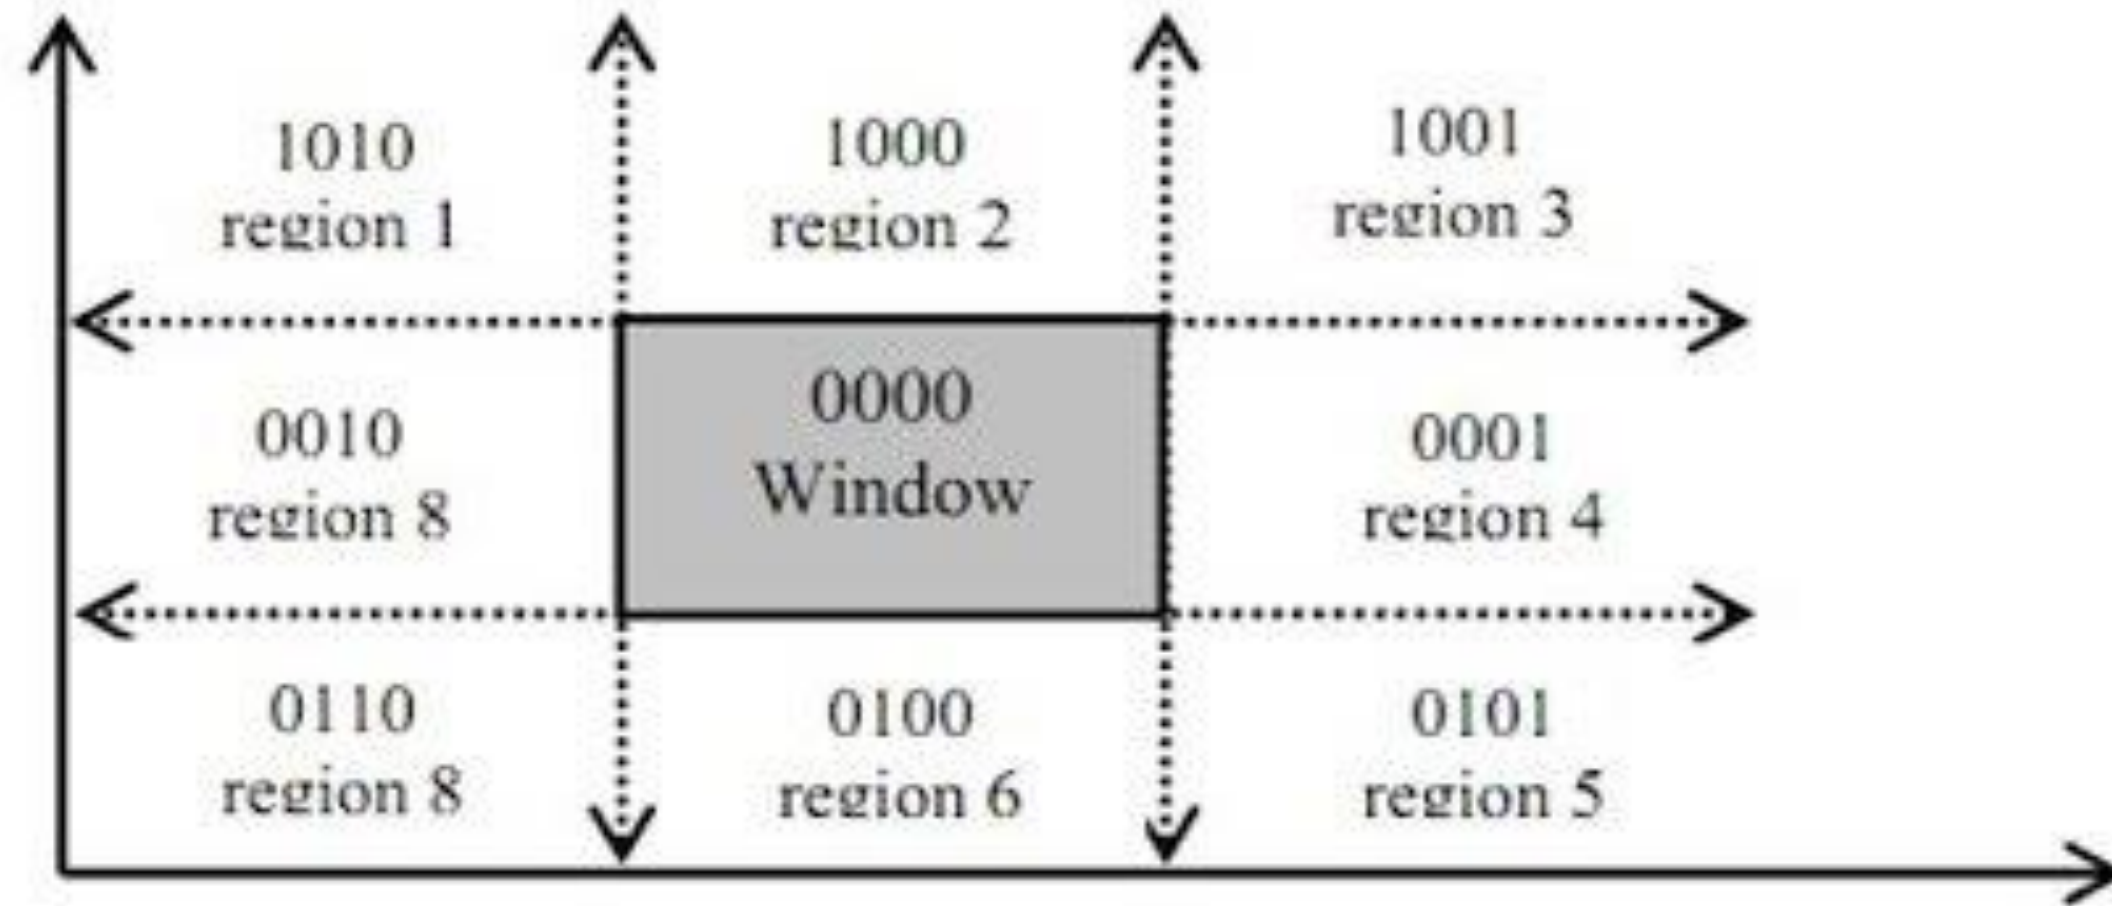 1010
region 1
1000
region 2
1001
region 3
0010
region 8
0000
Window
0001
region 4
0110
region 8
0100
region 6
0101
region 5